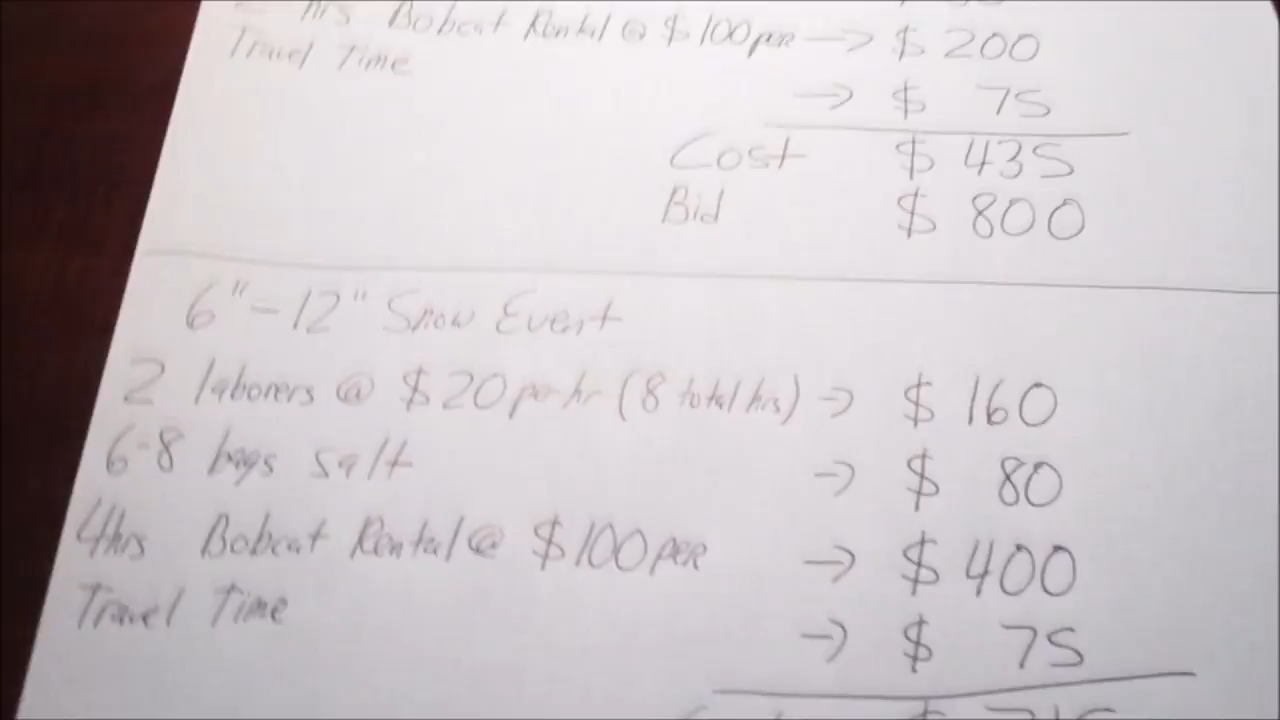 hrs Bobcat Rental @ $100 per → $ 200
Travel Time → $ 75
Cost $ 435
Bid $ 800
6" - 12" Snow Event
2 laborers @ $20 per hr (8 total hrs) → $ 160
6-8 bags salt → $ 80
4hrs Bobcat Rental @ $100 per → $ 400
Travel Time → $ 75